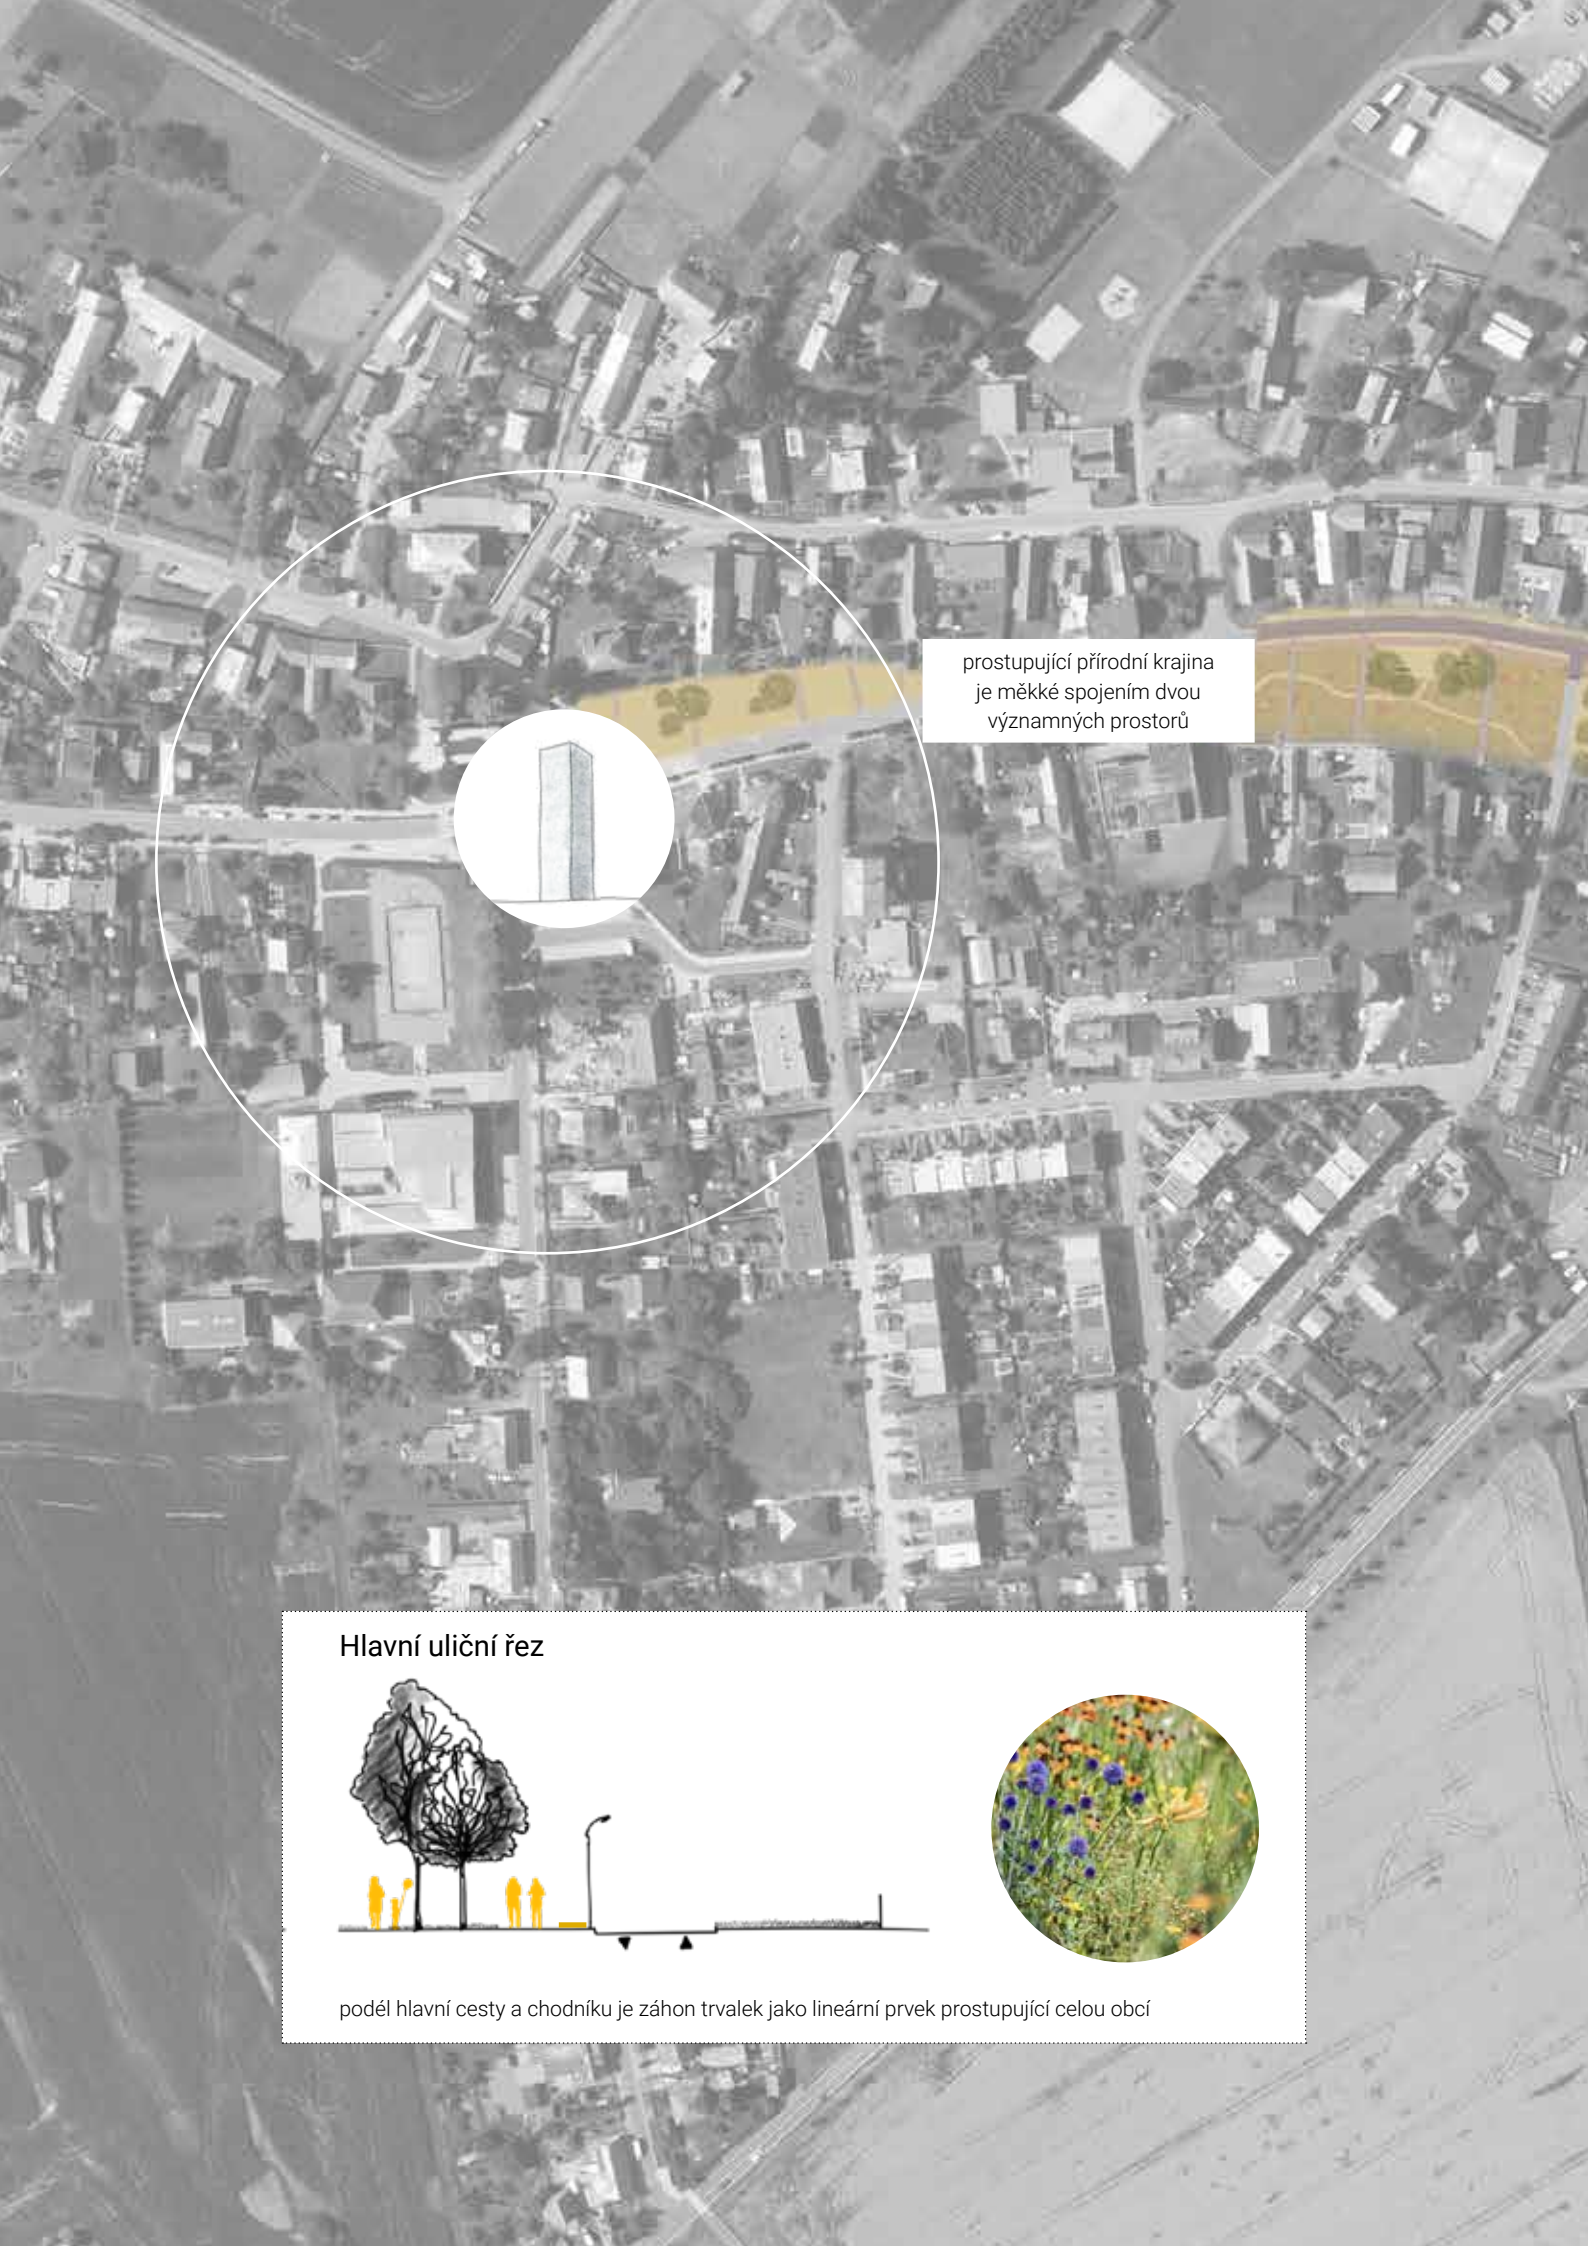 prostupující přírodní krajina
je měkké spojením dvou
významných prostorů
Hlavní uliční řez
podél hlavní cesty a chodníku je záhon trvalek jako lineární prvek prostupující celou obcí